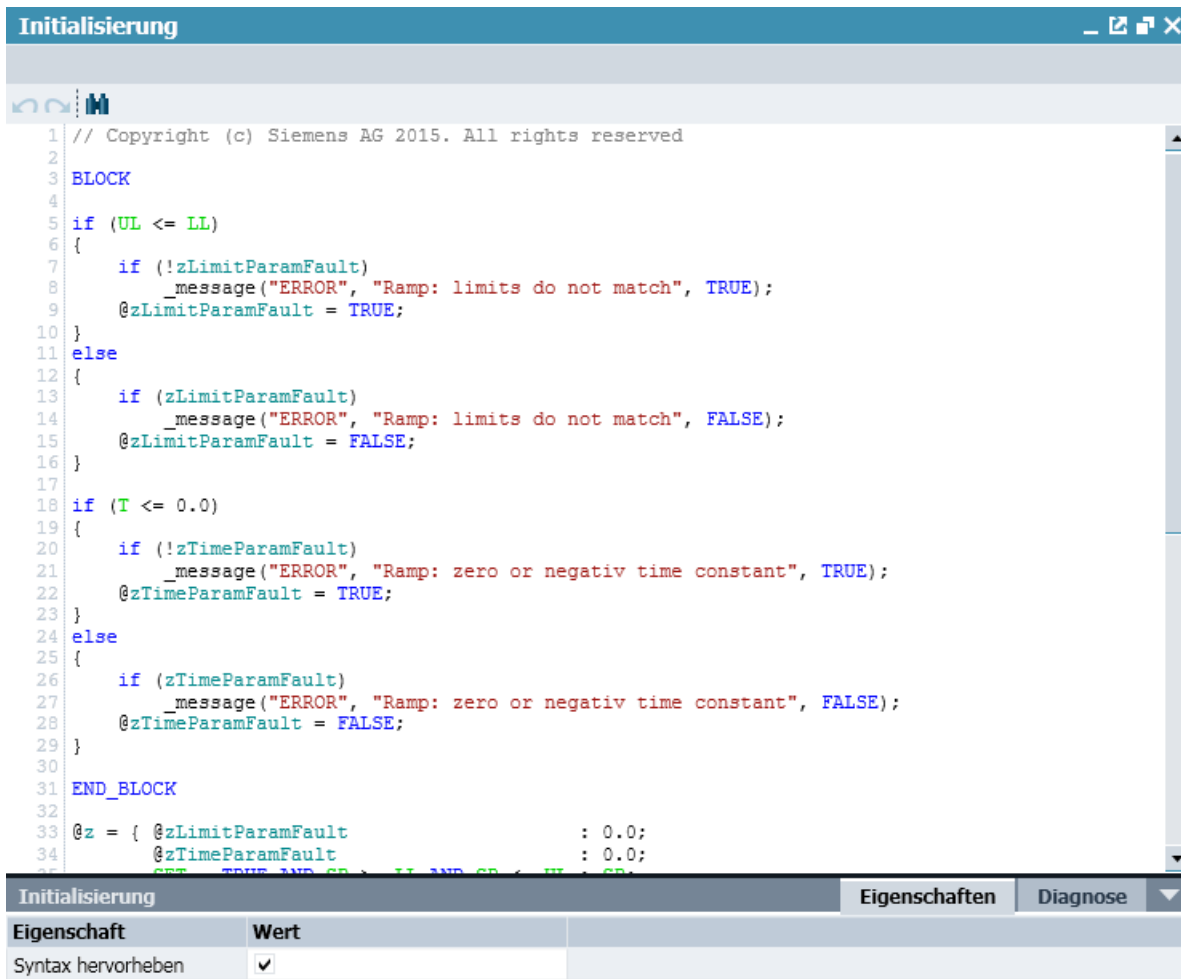 Initialisierung
1 // Copyright (c) Siemens AG 2015. All rights reserved
2
3 BLOCK
4
5 if (UL <= LL)
6 {
7     if (!zLimitParamFault)
8         _message("ERROR", "Ramp: limits do not match", TRUE);
9     @zLimitParamFault = TRUE;
10 }
11 else
12 {
13     if (zLimitParamFault)
14         _message("ERROR", "Ramp: limits do not match", FALSE);
15     @zLimitParamFault = FALSE;
16 }
17
18 if (T <= 0.0)
19 {
20     if (!zTimeParamFault)
21         _message("ERROR", "Ramp: zero or negativ time constant", TRUE);
22     @zTimeParamFault = TRUE;
23 }
24 else
25 {
26     if (zTimeParamFault)
27         _message("ERROR", "Ramp: zero or negativ time constant", FALSE);
28     @zTimeParamFault = FALSE;
29 }
30
31 END_BLOCK
32
33 @z = { @zLimitParamFault : 0.0;
34 @zTimeParamFault : 0.0;
Initialisierung Eigenschaften Diagnose
Eigenschaft Wert
Syntax hervorheben